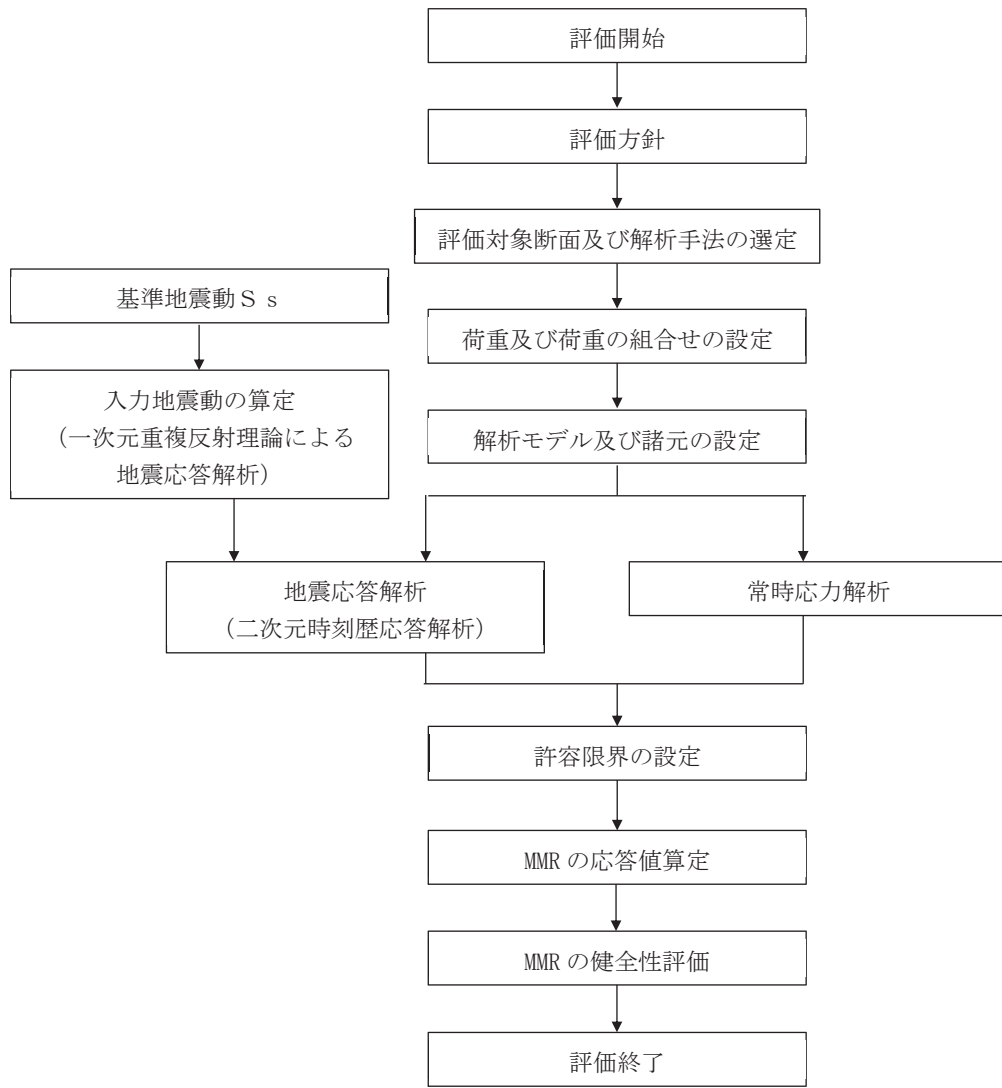 評価開始
評価方針
評価対象断面及び解析手法の選定
基準地震動Ｓｓ
荷重及び荷重の組合せの設定
入力地震動の算定
（一次元重複反射理論による
地震応答解析）
解析モデル及び諸元の設定
地震応答解析
（二次元時刻歴応答解析）
常時応力解析
許容限界の設定
MMR の応答値算定
MMR の健全性評価
評価終了